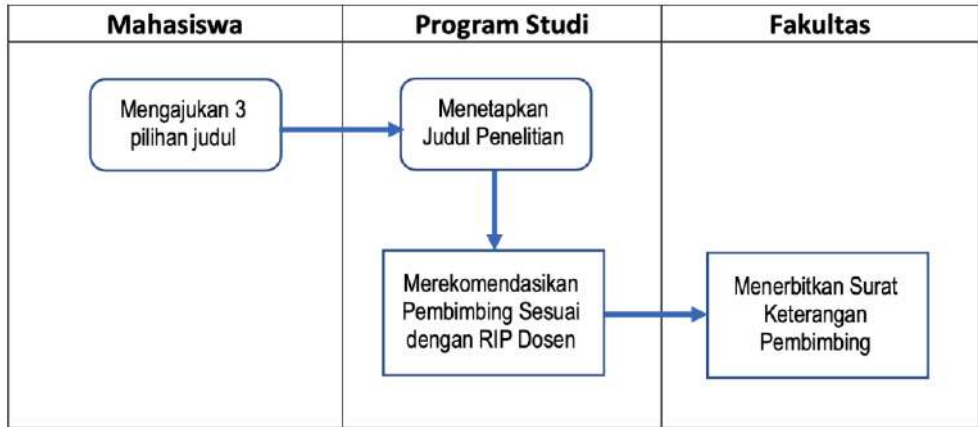 Mahasiswa
Program Studi
Fakultas
Mengajukan 3
pilihan judul
Menetapkan
Judul Penelitian
Merekomendasikan
Pembimbing Sesuai
dengan RIP Dosen
Menerbitkan Surat
Keterangan
Pembimbing